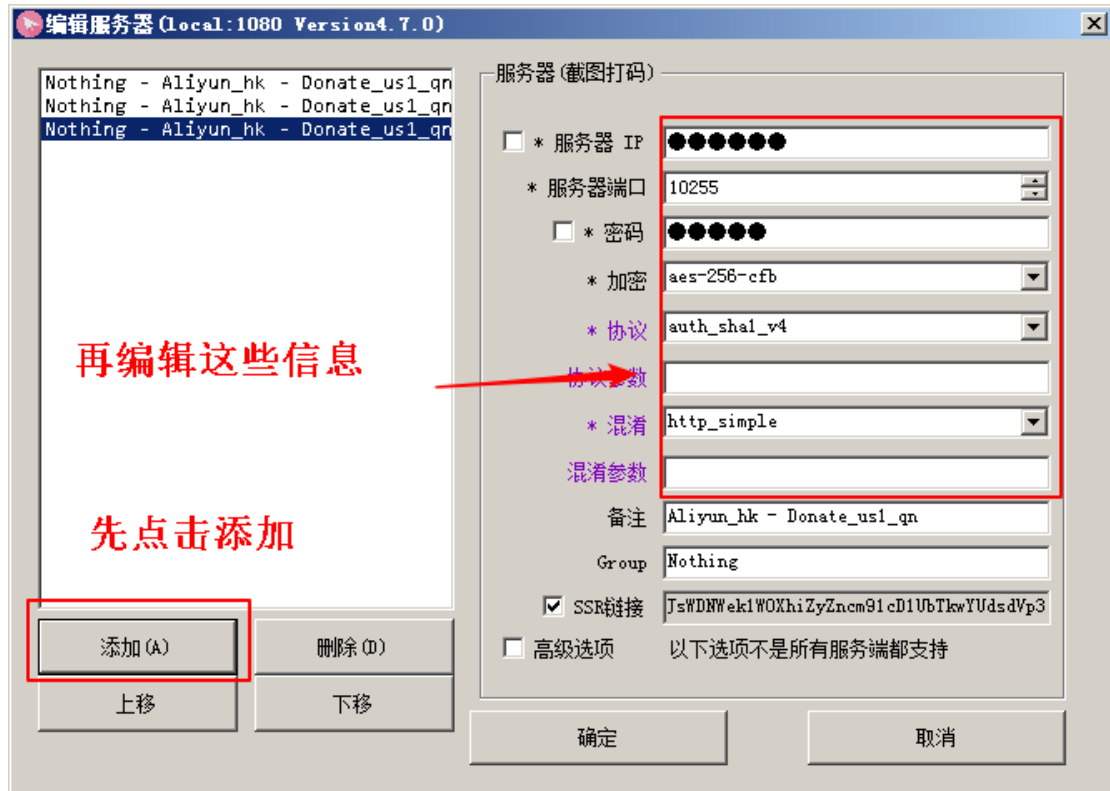 编辑服务器(local:1080 Version4.7.0)
Nothing - Aliyun_hk - Donate_us1_qn
Nothing - Aliyun_hk - Donate_us1_qn
Nothing - Aliyun_hk - Donate_us1_qn
再编辑这些信息
先点击添加
添加(A)
删除(D)
上移
下移
服务器(截图打码)
* 服务器 IP ●●●●●●
* 服务器端口 10255
* 密码 ●●●●●
* 加密 aes-256-cfb
* 协议 auth_sha1_v4
协议参数
* 混淆 http_simple
混淆参数
备注 Aliyun_hk - Donate_us1_qn
Group Nothing
SSR链接
高级选项 以下选项不是所有服务端都支持
确定
取消